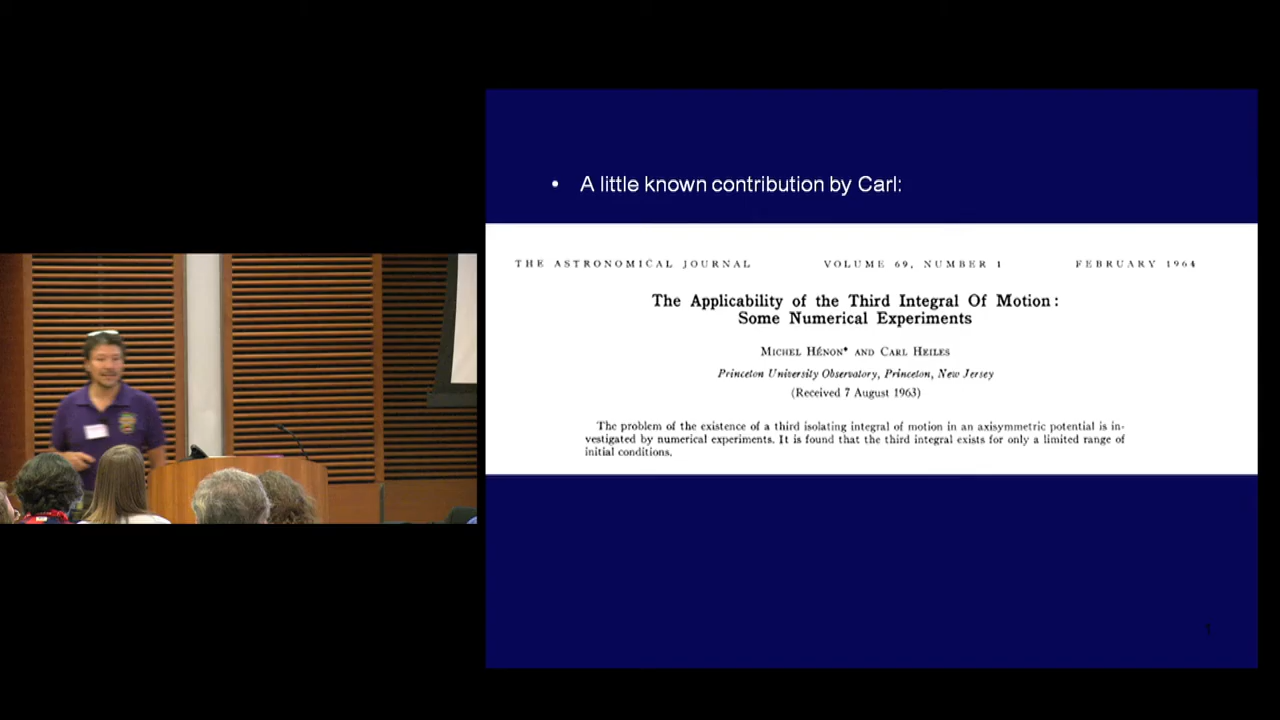 • A little known contribution by Carl:
THE ASTRONOMICAL JOURNAL VOLUME 69, NUMBER 1 FEBRUARY 1964
The Applicability of the Third Integral Of Motion:
Some Numerical Experiments
MICHEL HÉNON* AND CARL HEILES
Princeton University Observatory, Princeton, New Jersey
(Received 7 August 1963)
The problem of the existence of a third isolating integral of motion in an axisymmetric potential is in-
vestigated by numerical experiments. It is found that the third integral exists for only a limited range of
initial conditions.
1